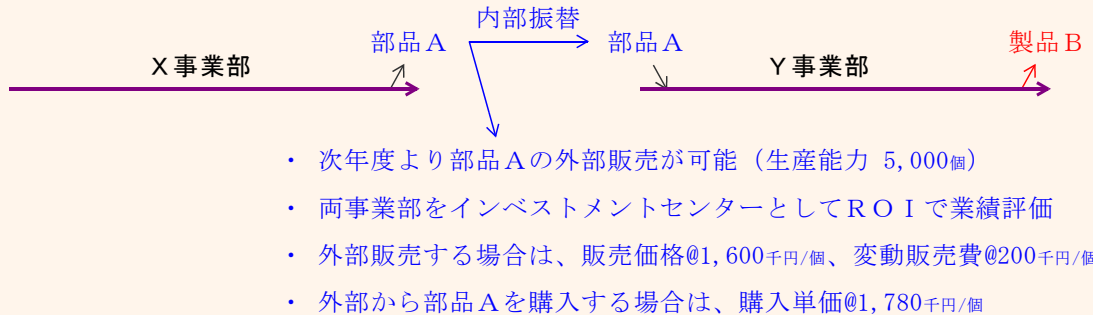 内部振替
部品Ａ 部品Ａ 製品Ｂ
Ｘ事業部 Ｙ事業部
・ 次年度より部品Ａの外部販売が可能（生産能力 5,000個）
・ 両事業部をインベストメントセンターとしてＲＯＩで業績評価
・ 外部販売する場合は、販売価格@1,600千円/個、変動販売費@200千円/個
・ 外部から部品Ａを購入する場合は、購入単価@1,780千円/個